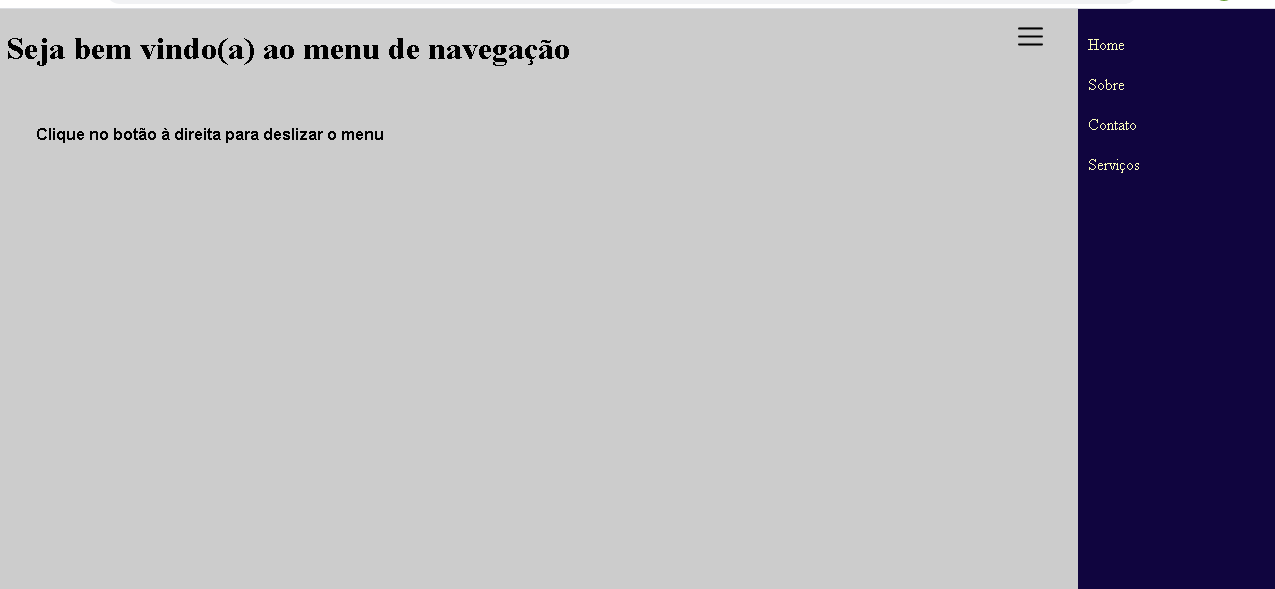 Seja bem vindo(a) ao menu de navegação
Clique no botão à direita para deslizar o menu
Home
Sobre
Contato
Serviços